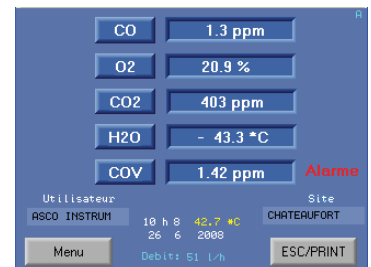 A
CO 1.3 ppm
O2 20.9 %
CO2 403 ppm
H2O - 43.3 *C
COV 1.42 ppm Alarme
Utilisateur Site
ASCO INSTRUM 10 h 8 42.7 *C CHATEAUFORT
26 6 2008
Menu Debit: 51 l/h ESC/PRINT